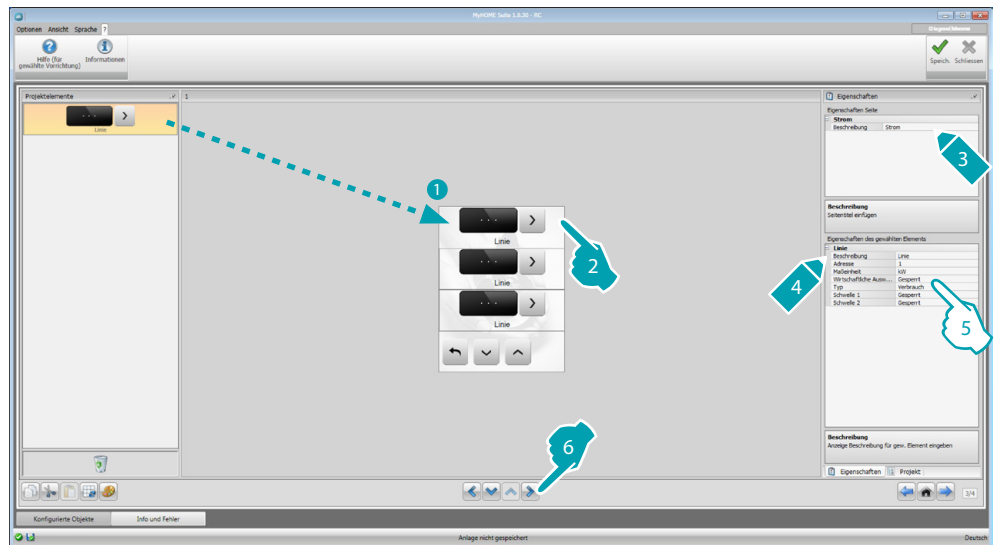 MyHOME Suite 1.0.20 - RC
Optionen Ansicht Sprache ?
Hilfe (für gewählte Vorrichtung)
Informationen
Speich.
Schliessen
Projektelemente
1
Eigenschaften
. . .
Linie
Eigenschaften Seite
Strom
Beschreibung Strom
3
Beschreibung
Seitentitel einfügen
1
. . .
Linie
2
. . .
Linie
. . .
Linie
Eigenschaften des gewählten Elements
Linie
Beschreibung Linie
Adresse 1
Maßeinheit kW
Wirtschaftliche Ausw... Gesperrt
Typ Verbrauch
Schwelle 1 Gesperrt
Schwelle 2 Gesperrt
4
5
6
Beschreibung
Anzeige Beschreibung für gew. Element eingeben
Eigenschaften Projekt
3/4
Konfigurierte Objekte Info und Fehler
Anlage nicht gespeichert
Deutsch